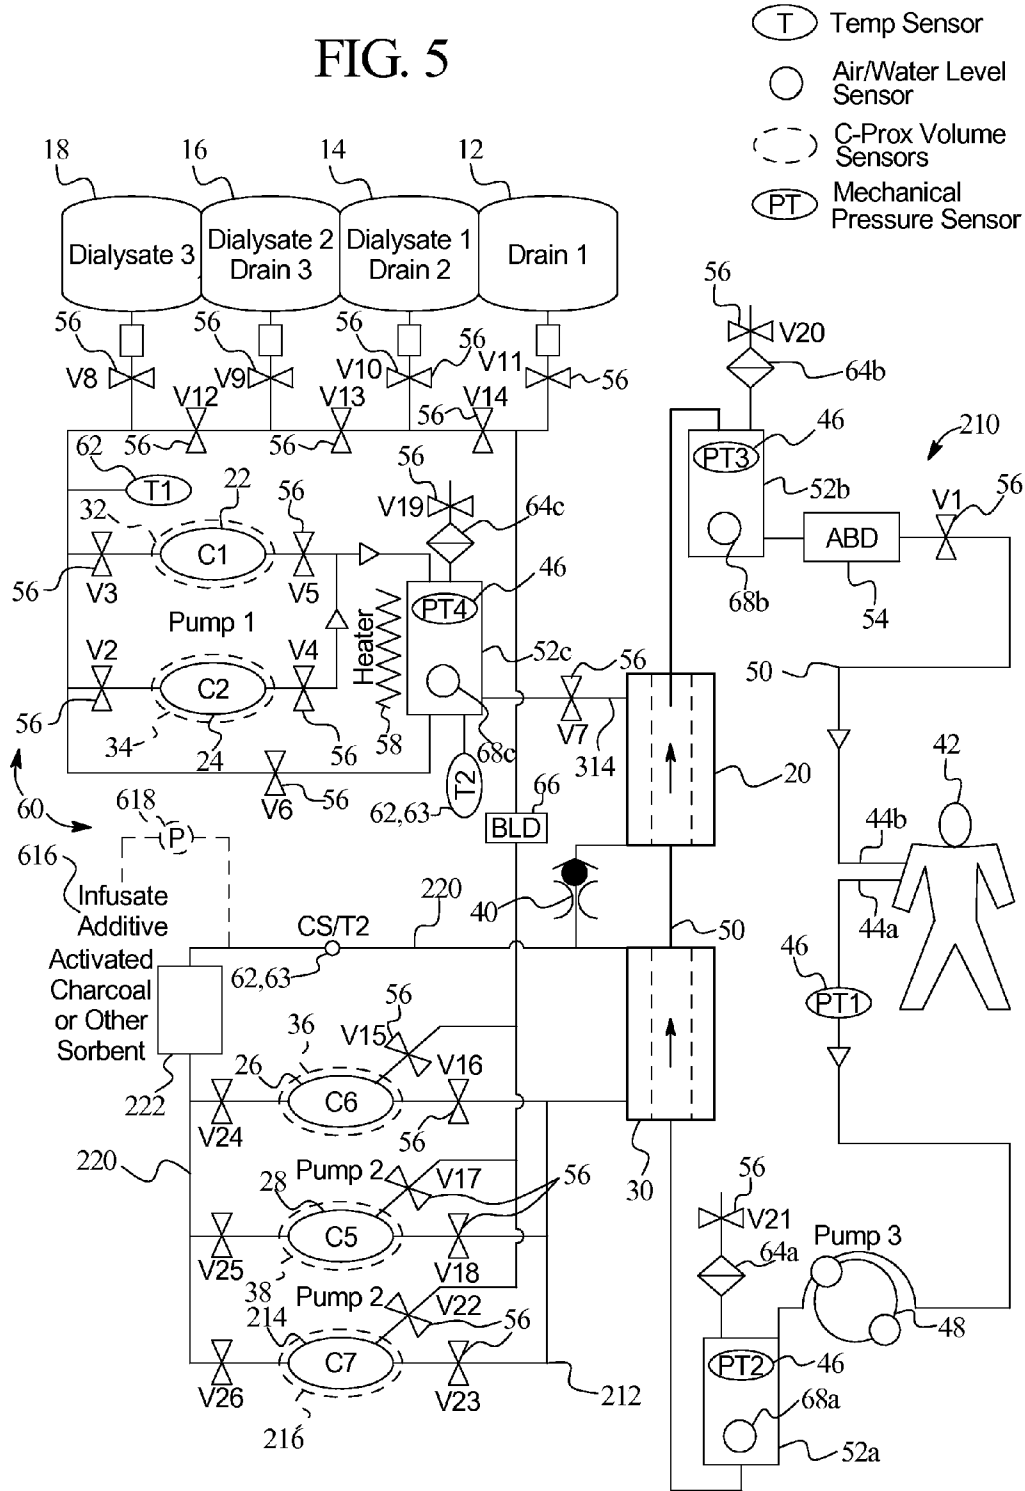 T Temp Sensor
FIG. 5
Air/Water Level
Sensor
C-Prox Volume
Sensors
PT Mechanical
Pressure Sensor
18
16
14
12
Dialysate 3
Dialysate 2
Drain 3
Dialysate 1
Drain 2
Drain 1
56
V20
64b
56
56
56
56
V11
V8
V9
V10
56
V12
V13
V14
56
56
56
46
PT3
52b
210
62
T1
22
56
56
V19
64c
V1
56
32
C1
ABD
56
V3
V5
46
PT4
68b
54
Pump 1
Heater
V2
V4
52c
56
50
C2
56
34
24
56
58
68c
V7
314
T2
20
42
60
V6
56
62,63
66
BLD
618
P
44b
616
Infusate
Additive
220
40
50
44a
CS/T2
Activated
Charcoal
or Other
Sorbent
62,63
46
PT1
56
V15
36
26
V16
C6
222
V24
56
220
30
Pump 2
V17
56
28
C5
56
V21
Pump 3
V25
38
V18
64a
Pump 2
V22
56
214
48
C7
PT2
46
V26
V23
212
68a
216
52a